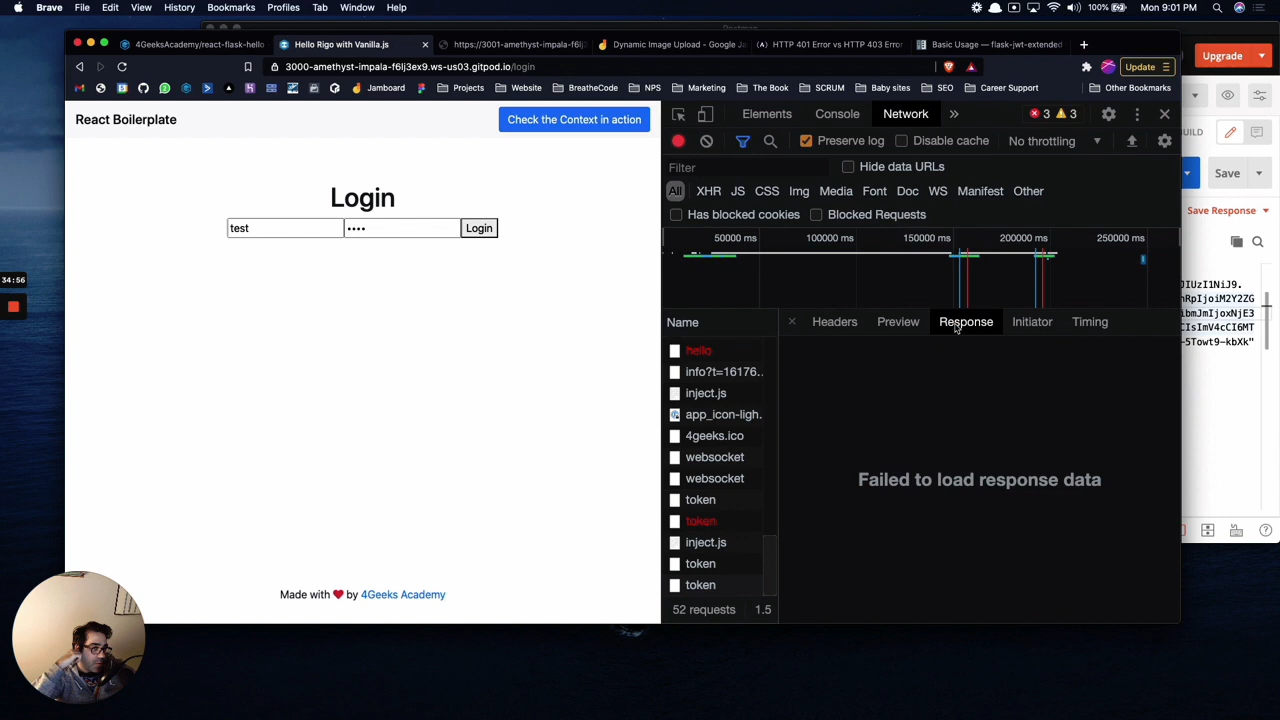 Brave File Edit View History Bookmarks Profiles Tab Window Help
100% Mon 9:01 PM
4GeeksAcademy/react-flask-hello
Hello Rigo with Vanilla.js
https://3001-amethyst-impala-f6lj
Dynamic Image Upload - Google Ja
HTTP 401 Error vs HTTP 403 Error
Basic Usage — flask-jwt-extended
3000-amethyst-impala-f6lj3ex9.ws-us03.gitpod.io/login
Update
Upgrade
Jamboard Projects Website BreatheCode NPS Marketing The Book SCRUM Baby sites SEO Career Support Other Bookmarks
React Boilerplate
Check the Context in action
Login
test
••••
Login
Made with ❤ by 4Geeks Academy
Elements Console Network
3 3
Preserve log Disable cache No throttling
Filter
Hide data URLs
All XHR JS CSS Img Media Font Doc WS Manifest Other
Has blocked cookies Blocked Requests
50000 ms 100000 ms 150000 ms 200000 ms 250000 ms
Name
Headers Preview Response Initiator Timing
hello
info?t=16176...
inject.js
app_icon-ligh...
4geeks.ico
websocket
websocket
token
token
inject.js
token
token
52 requests 1.5
Failed to load response data
BUILD
Save
Save Response
JIUzI1NiJ9.
nRpIjoiM2Y2ZG
ibmJmIjoxNjE3
CIsImV4cCI6MT
-5Towt9-kbXk"
34:56